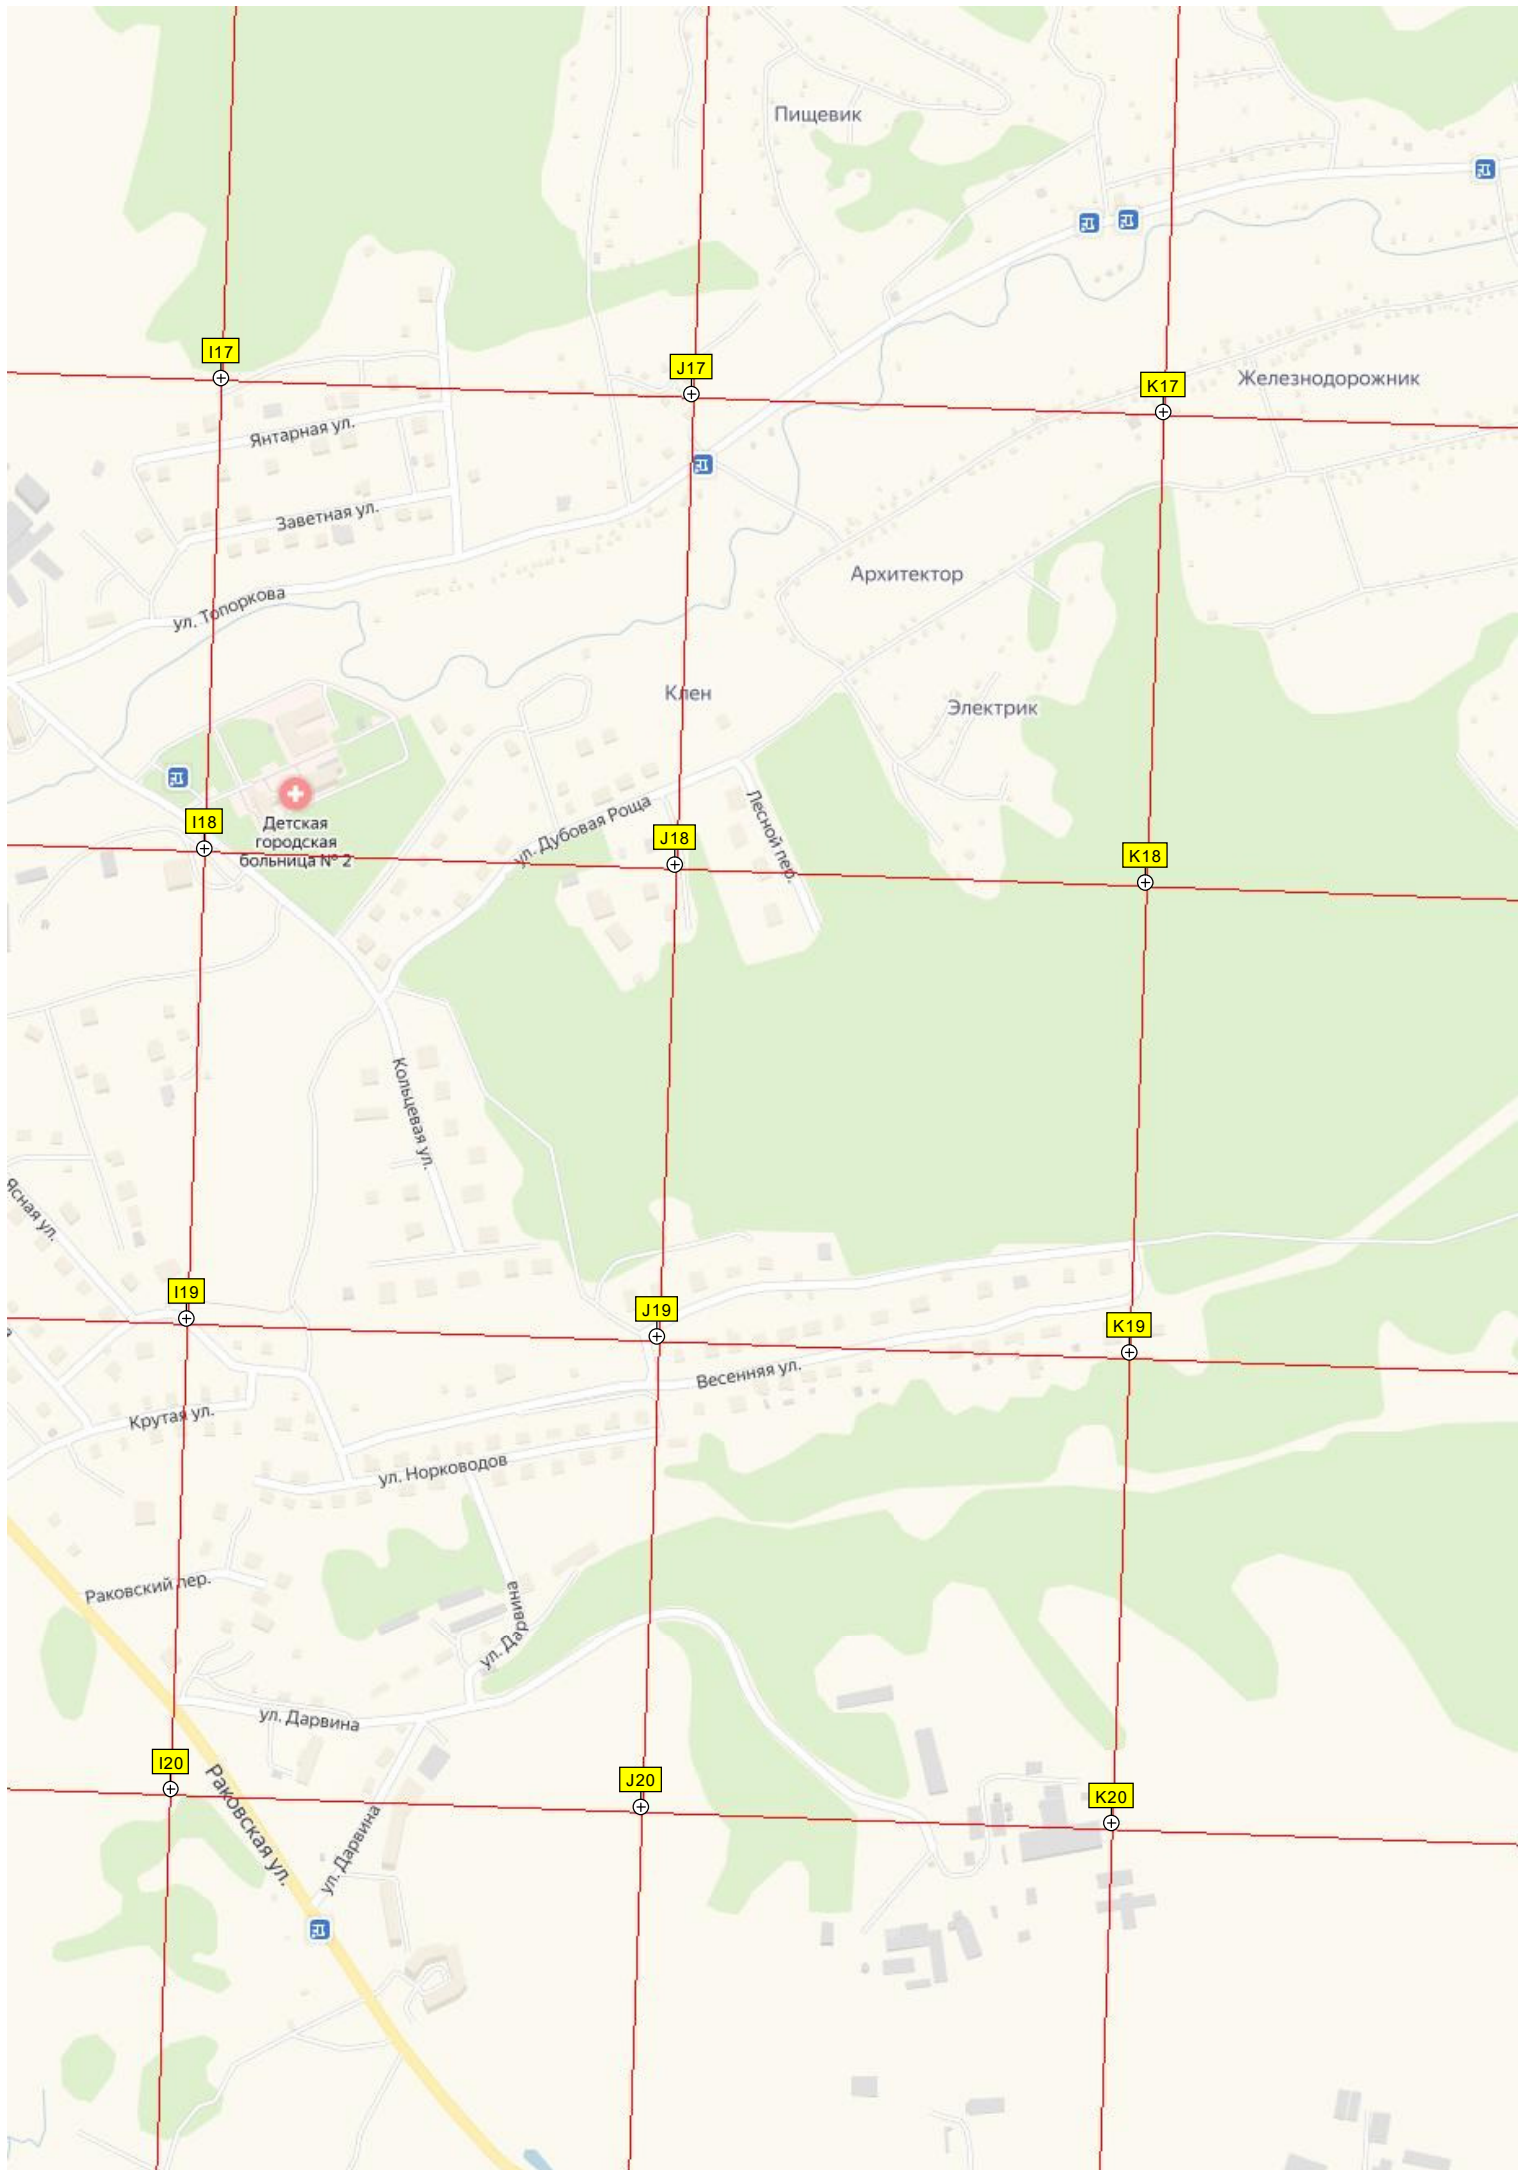 Пищевик
I17
J17
K17
Железнодорожник
Янтарная ул.
Заветная ул.
Архитектор
ул. Топоркова
Клен
Электрик
Лесной пер.
ул. Дубовая Роща
I18
Детская
городская
больница № 2
J18
K18
Кольцевая ул.
Ясная ул.
I19
J19
K19
Весенняя ул.
Крутая ул.
ул. Норководов
Раковский пер.
ул. Дарвина
ул. Дарвина
I20
J20
K20
Раковская ул.
ул. Дарвина